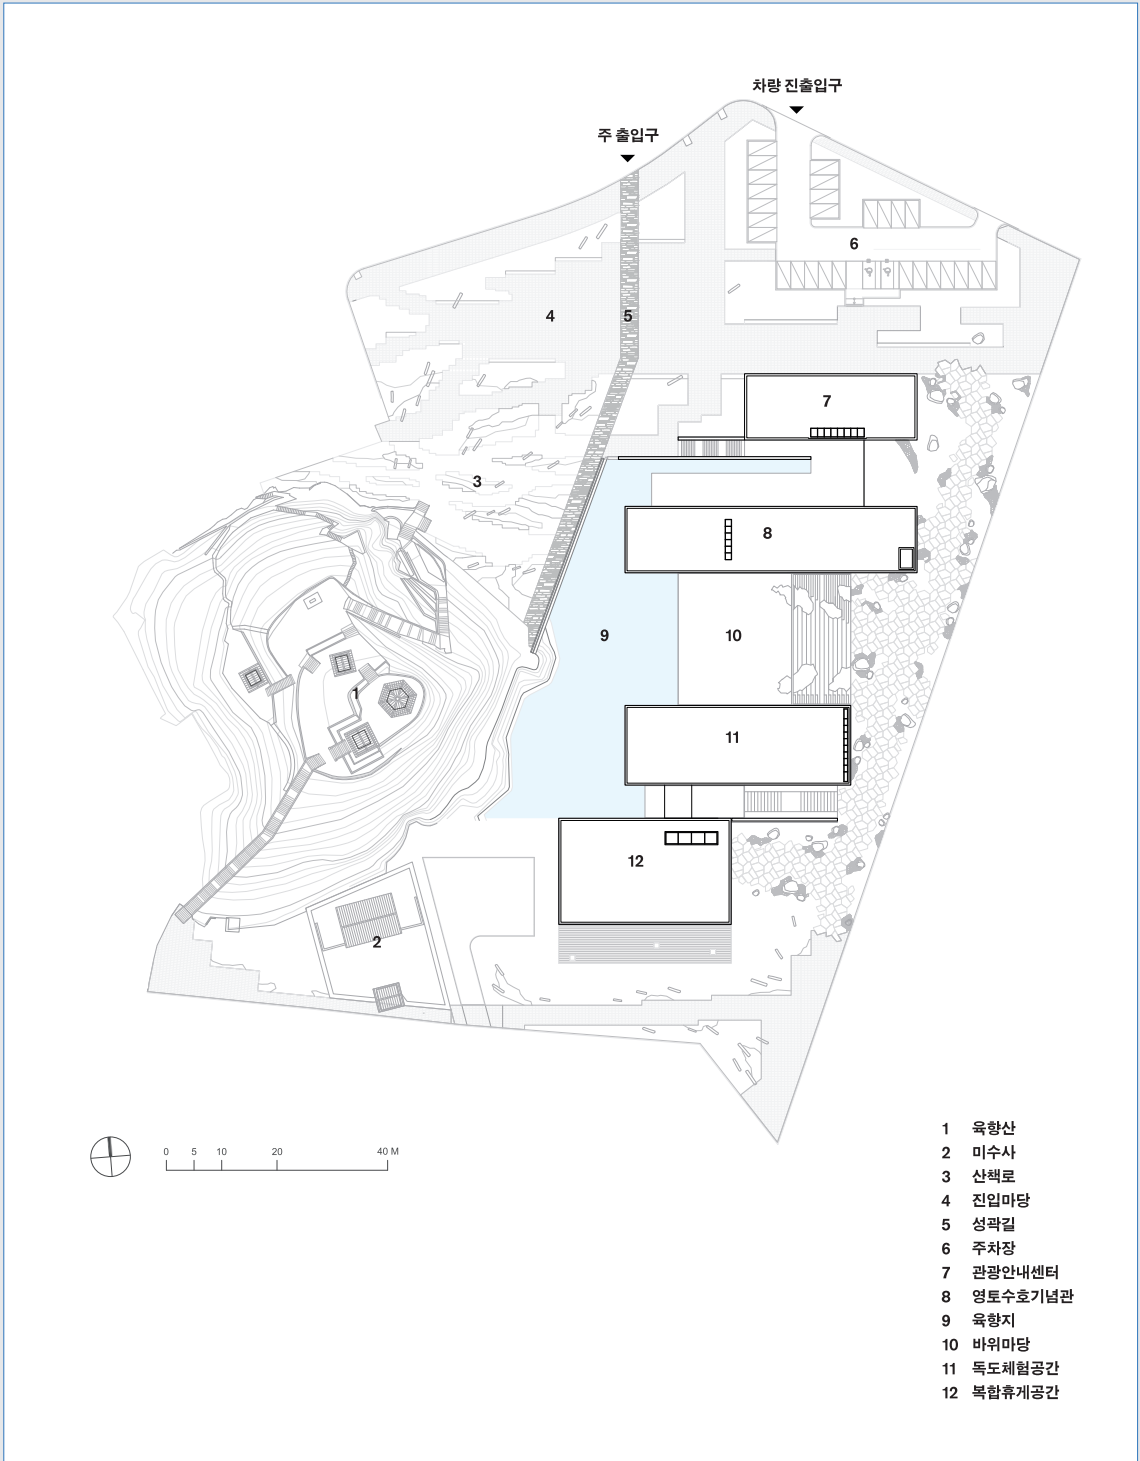 차량 진출입구
주 출입구
6
4
5
7
3
8
9
10
1
11
12
2
0 5 10 20 40 M
1 육향산
2 미수사
3 산책로
4 진입마당
5 성곽길
6 주차장
7 관광안내센터
8 영토수호기념관
9 육향지
10 바위마당
11 독도체험공간
12 복합휴게공간